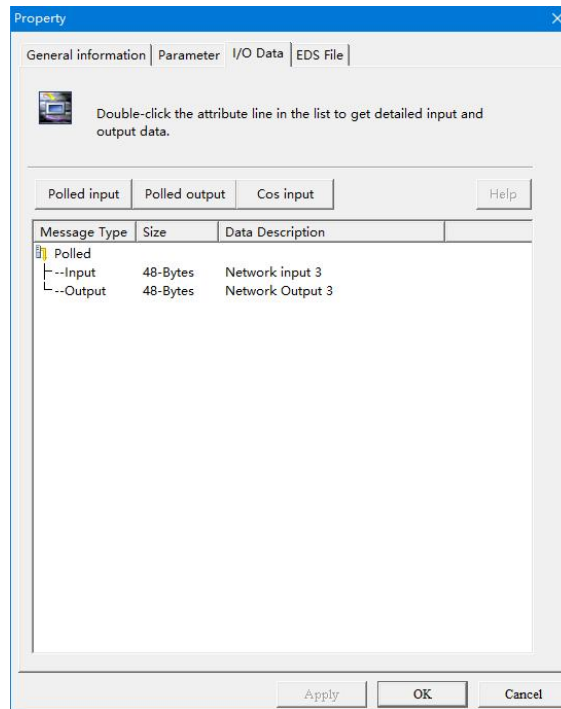 Property
General information Parameter I/O Data EDS File
Double-click the attribute line in the list to get detailed input and
output data.
Polled input Polled output Cos input Help
Message Type Size Data Description
Polled
--Input 48-Bytes Network input 3
--Output 48-Bytes Network Output 3
Apply OK Cancel